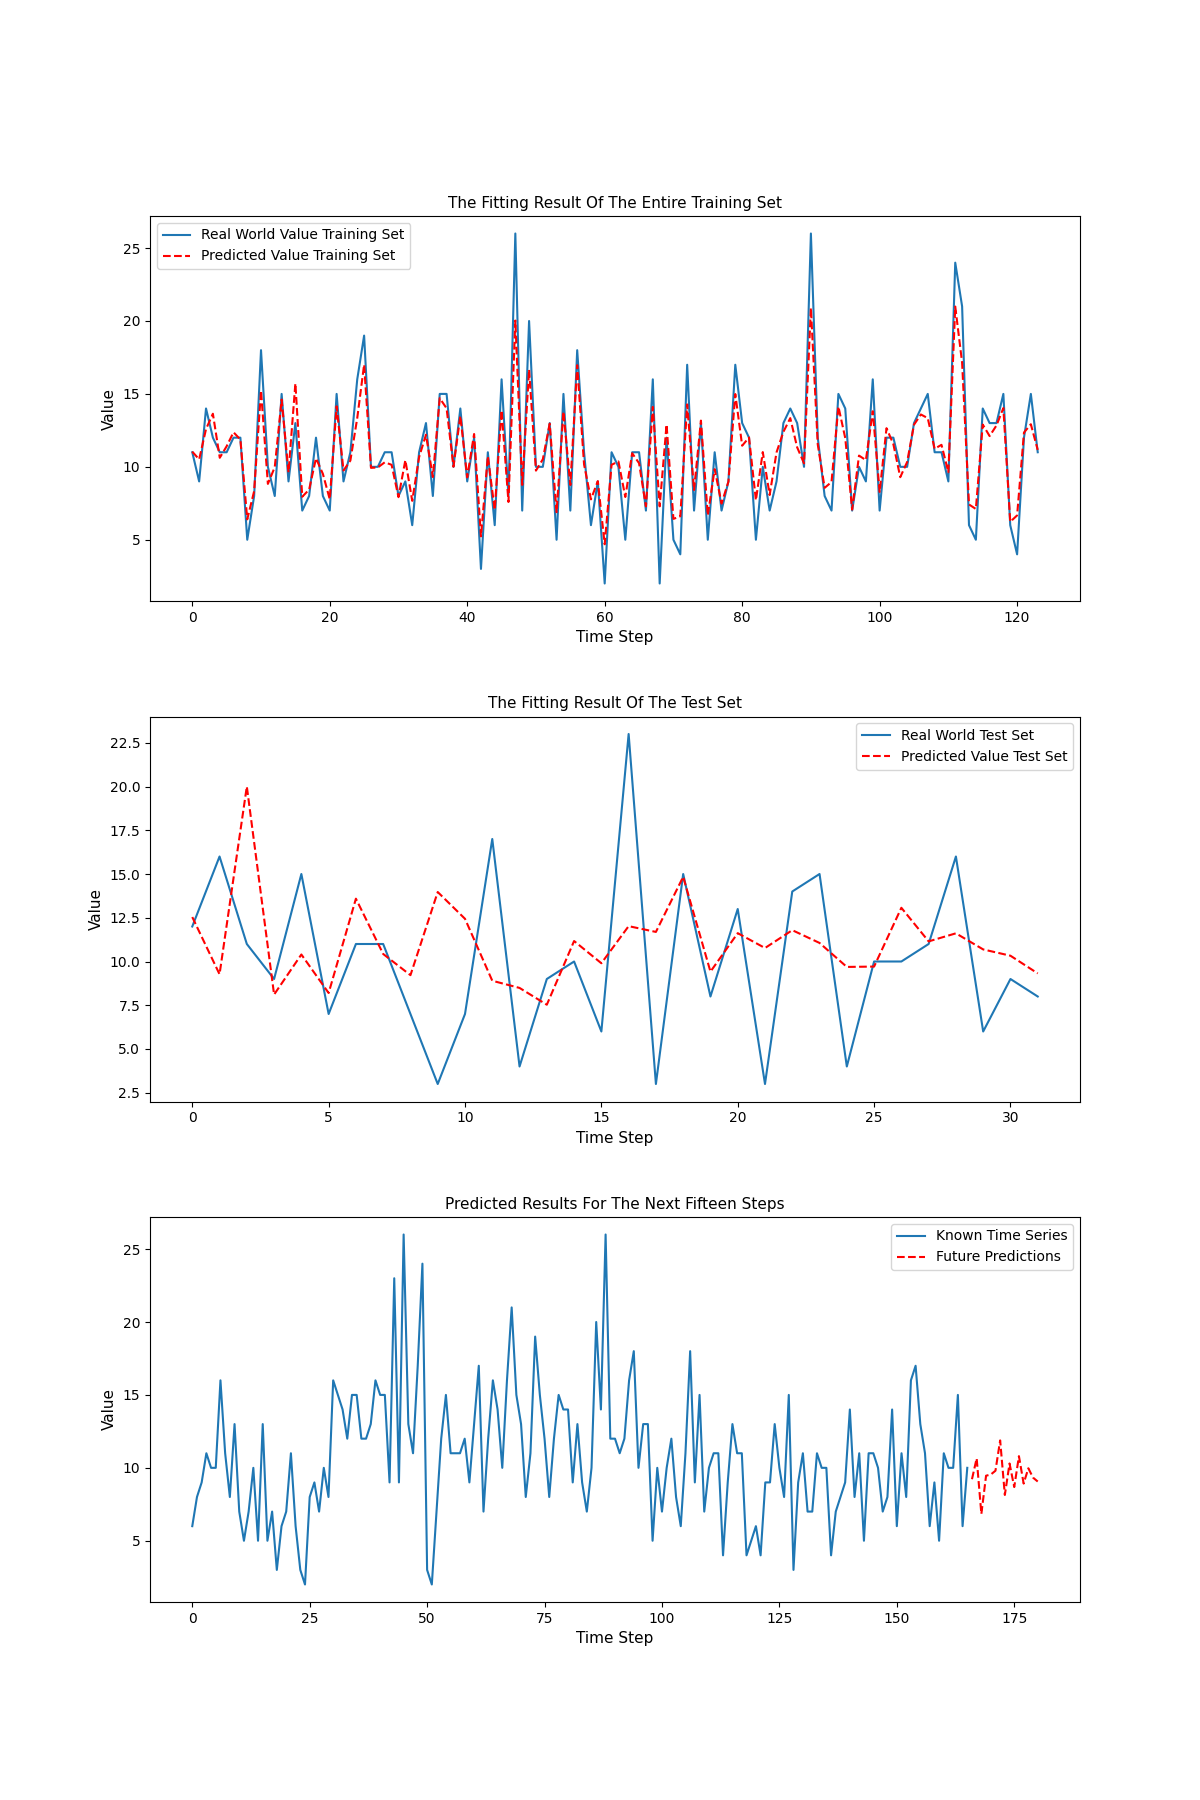 The Fitting Result Of The Entire Training Set
Real World Value Training Set
Predicted Value Training Set
Value
25
20
15
10
5
0 20 40 60 80 100 120
Time Step
The Fitting Result Of The Test Set
Real World Test Set
Predicted Value Test Set
Value
22.5
20.0
17.5
15.0
12.5
10.0
7.5
5.0
2.5
0 5 10 15 20 25 30
Time Step
Predicted Results For The Next Fifteen Steps
Known Time Series
Future Predictions
Value
25
20
15
10
5
0 25 50 75 100 125 150 175
Time Step